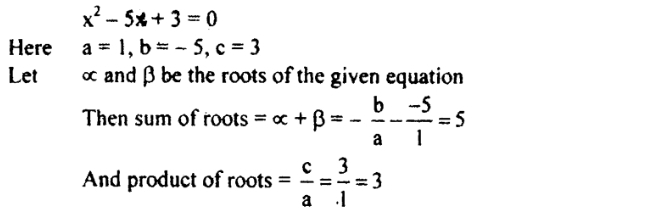 x² – 5x + 3 = 0
Here a = 1, b = – 5, c = 3
Let ∝ and β be the roots of the given equation
Then sum of roots = ∝ + β = – b/a – –5/1 = 5
And product of roots = c/a = 3/.1 = 3